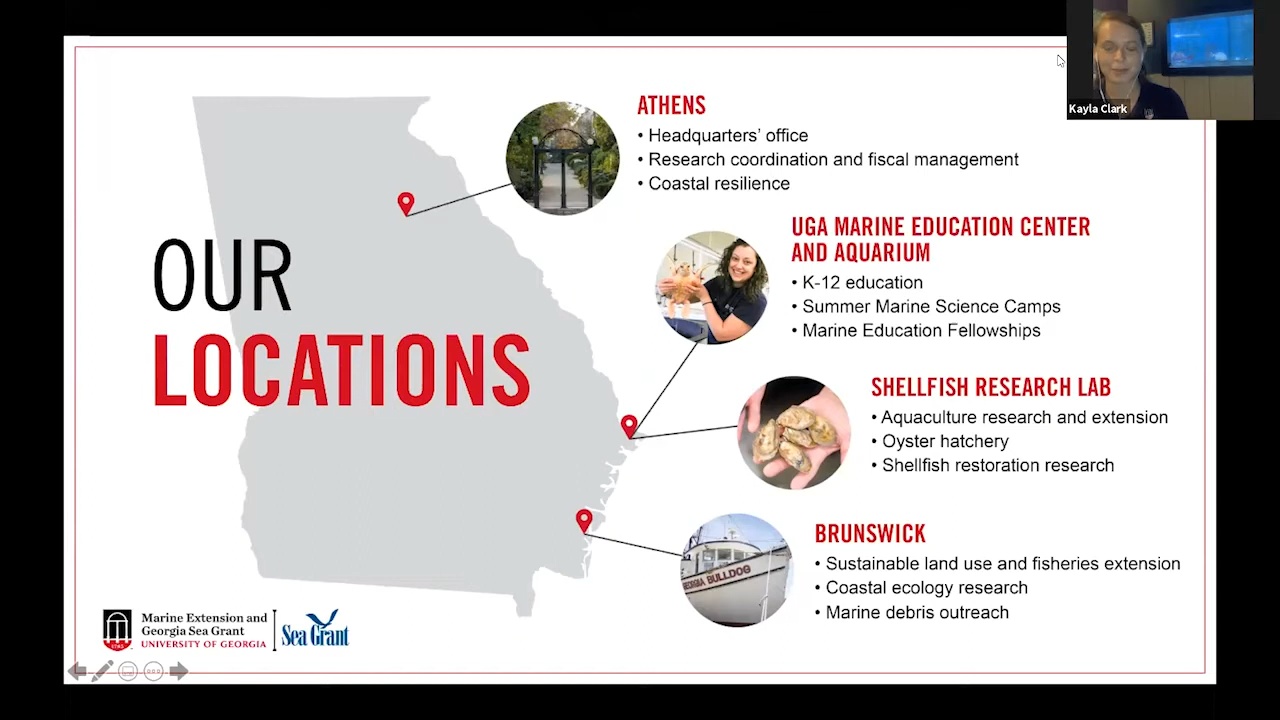 Kayla Clark
OUR
LOCATIONS
ATHENS
• Headquarters' office
• Research coordination and fiscal management
• Coastal resilience
UGA MARINE EDUCATION CENTER
AND AQUARIUM
• K-12 education
• Summer Marine Science Camps
• Marine Education Fellowships
SHELLFISH RESEARCH LAB
• Aquaculture research and extension
• Oyster hatchery
• Shellfish restoration research
BRUNSWICK
• Sustainable land use and fisheries extension
• Coastal ecology research
• Marine debris outreach
GEORGIA BULLDOG
1785
Marine Extension and
Georgia Sea Grant
UNIVERSITY OF GEORGIA
Sea Grant